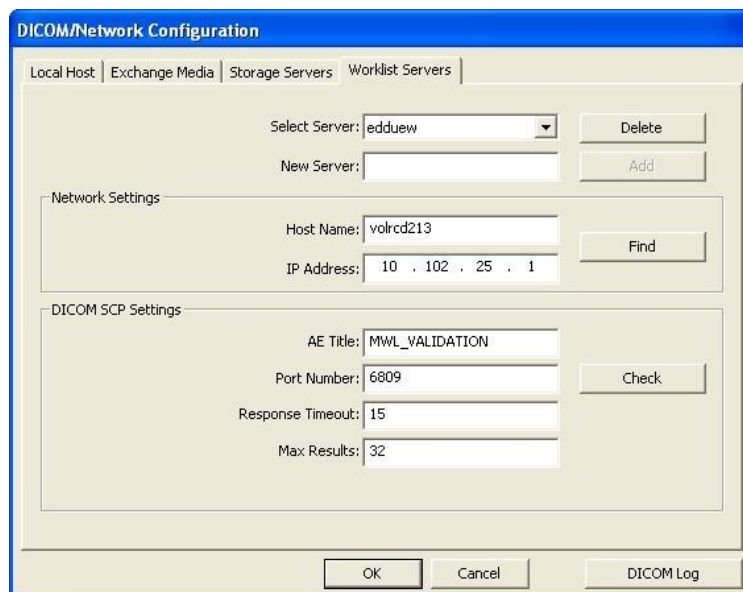 DICOM/Network Configuration
Local Host Exchange Media Storage Servers Worklist Servers
Select Server: edduew Delete
New Server: Add
Network Settings
Host Name: volrcd213
Find
IP Address: 10 . 102 . 25 . 1
DICOM SCP Settings
AE Title: MWL_VALIDATION
Port Number: 6809 Check
Response Timeout: 15
Max Results: 32
OK Cancel DICOM Log